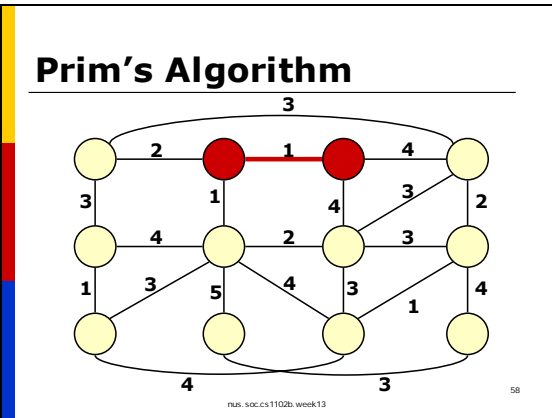 Prim's Algorithm
3
2 1 4
3 1 4 3 2
4 2 3
1 3 5 4 3 1 4
4 3
nus.soc.cs1102b.week13
58